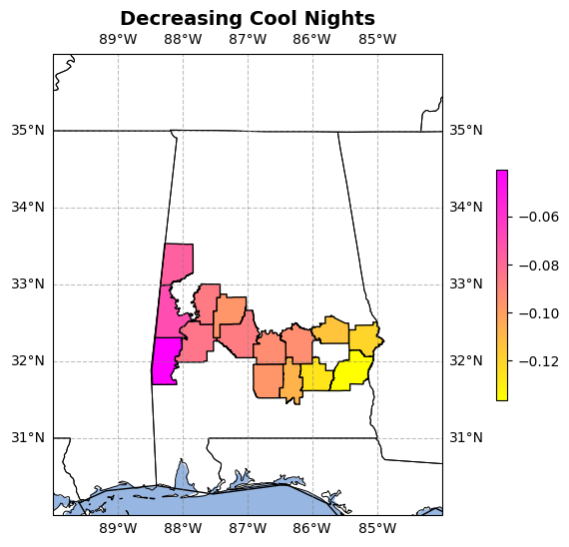 Decreasing Cool Nights
89°W 88°W 87°W 86°W 85°W
35°N 35°N
34°N 34°N
−0.06
33°N 33°N
−0.08
−0.10
32°N 32°N
−0.12
31°N 31°N
89°W 88°W 87°W 86°W 85°W